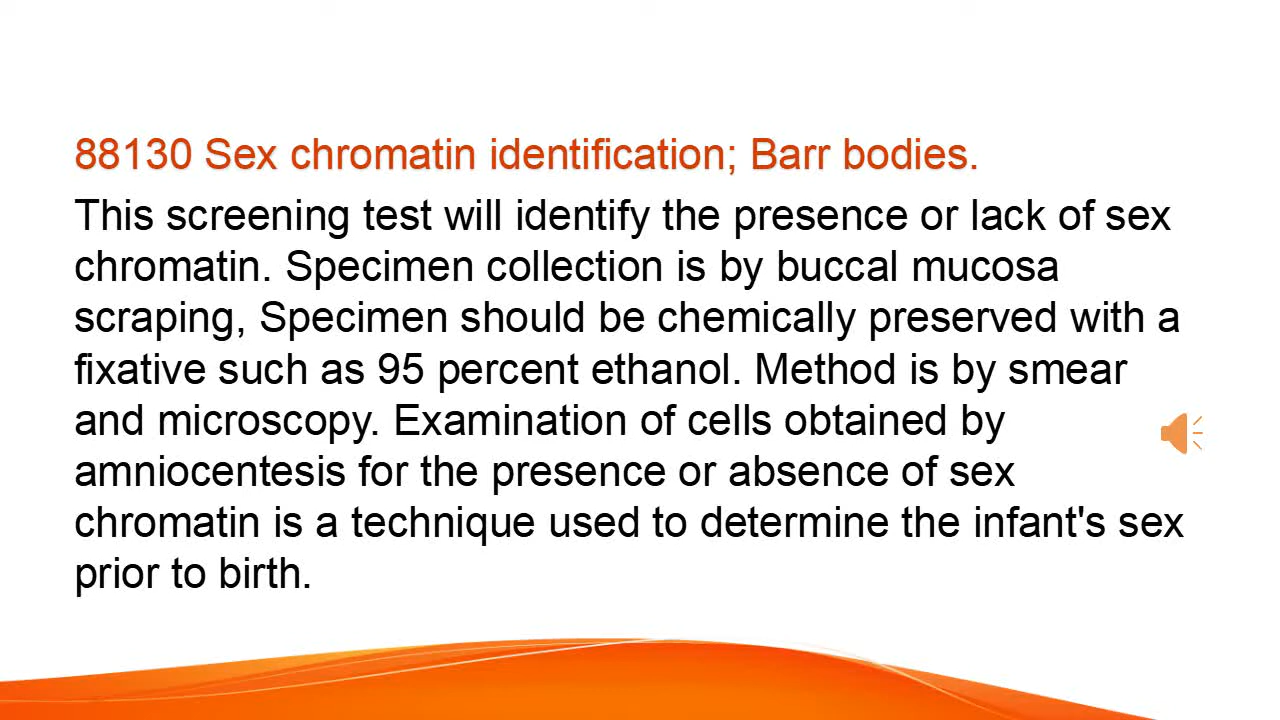 88130 Sex chromatin identification; Barr bodies.
This screening test will identify the presence or lack of sex
chromatin. Specimen collection is by buccal mucosa
scraping, Specimen should be chemically preserved with a
fixative such as 95 percent ethanol. Method is by smear
and microscopy. Examination of cells obtained by
amniocentesis for the presence or absence of sex
chromatin is a technique used to determine the infant's sex
prior to birth.